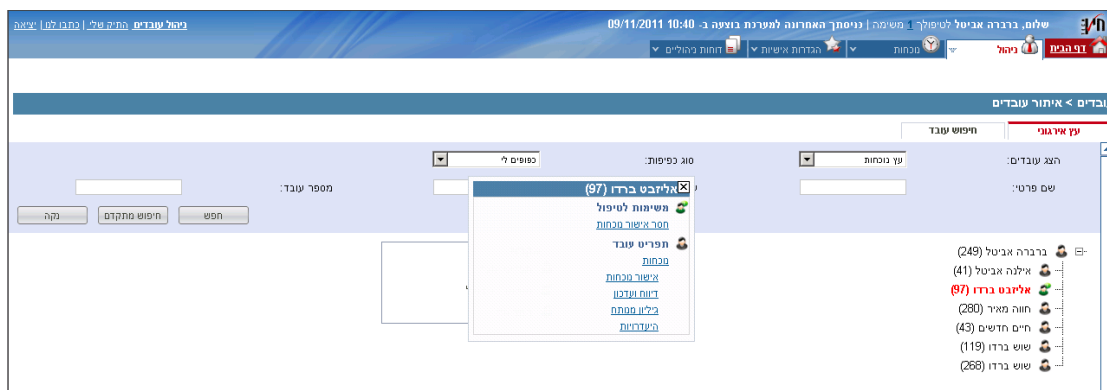 שלום, ברברה אביטל לטיפולך 1 משימה | כניסתך האחרונה למערכת בוצעה ב- 09/11/2011 10:40
ניהול עובדים | התיק שלי | כתבו לנו | יציאה
דף הבית ניהול נוכחות הגדרות אישיות דוחות ניהוליים
ובדים > איתור עובדים
עץ אירגוני חיפוש עובד
הצג עובדים: עץ נוכחות סוג כפיפות: כפופים לי
שם פרטי: מספר עובד:
חפש חיפוש מתקדם נקה
אליזבט ברדו (97)
משימות לטיפול
חסר אישור נוכחות
תפריט עובד
נוכחות
אישור נוכחות
דיווח ועדכון
גיליון מנותח
היעדרויות
ברברה אביטל (249)
אילנה אביטל (41)
אליזבט ברדו (97)
חווה מאיר (280)
חיים חדשים (43)
שוש ברדו (119)
שוש ברדו (268)